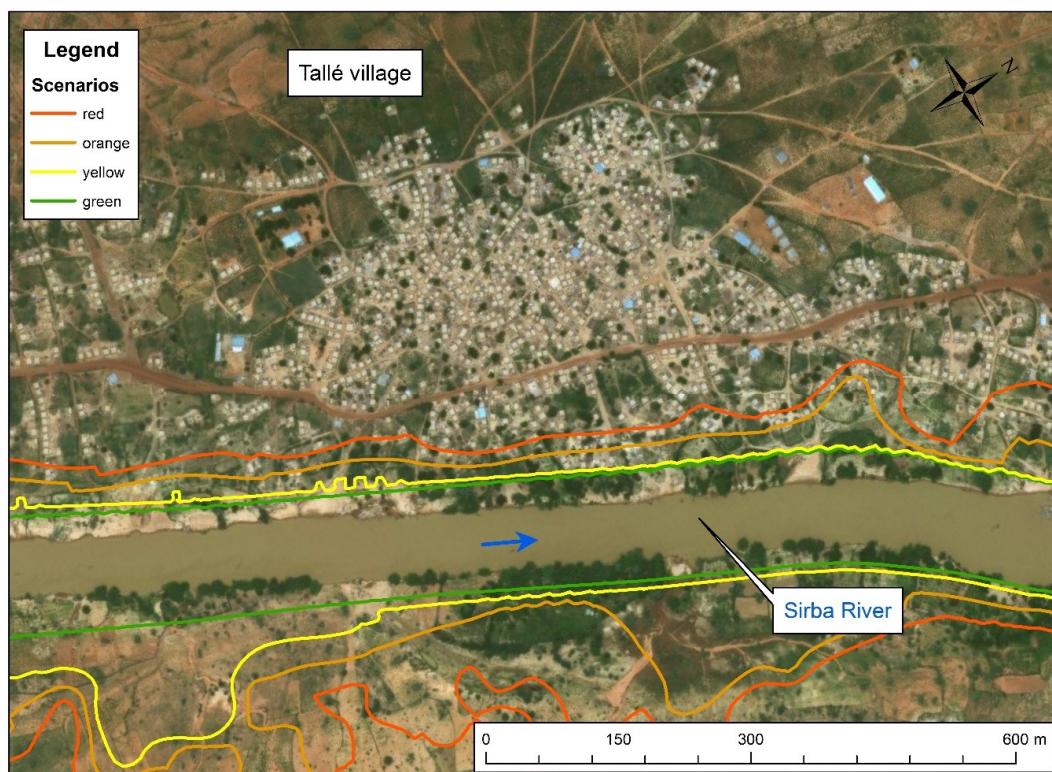 Legend
Scenarios
red
orange
yellow
green
Tallé village
N
Sirba River
0 150 300 600 m